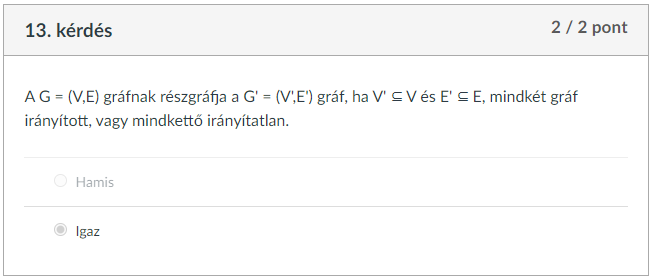 13. kérdés
2 / 2 pont
A G = (V,E) gráfnak részgráfja a G' = (V',E') gráf, ha V' ⊆ V és E' ⊆ E, mindkét gráf
irányított, vagy mindkettő irányítatlan.
Hamis
Igaz